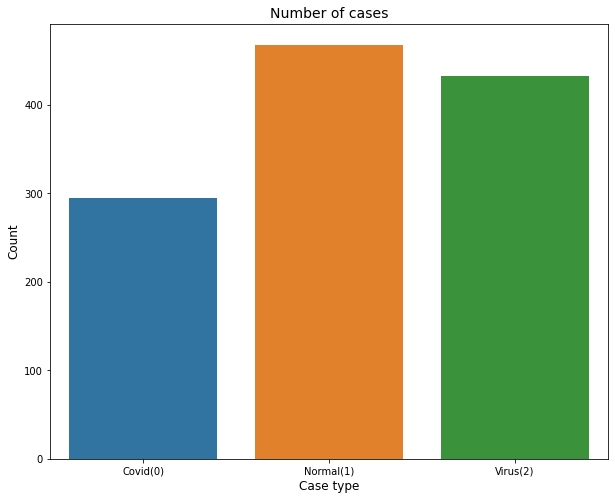 Number of cases
Count
400
300
200
100
0
Covid(0)
Normal(1)
Virus(2)
Case type